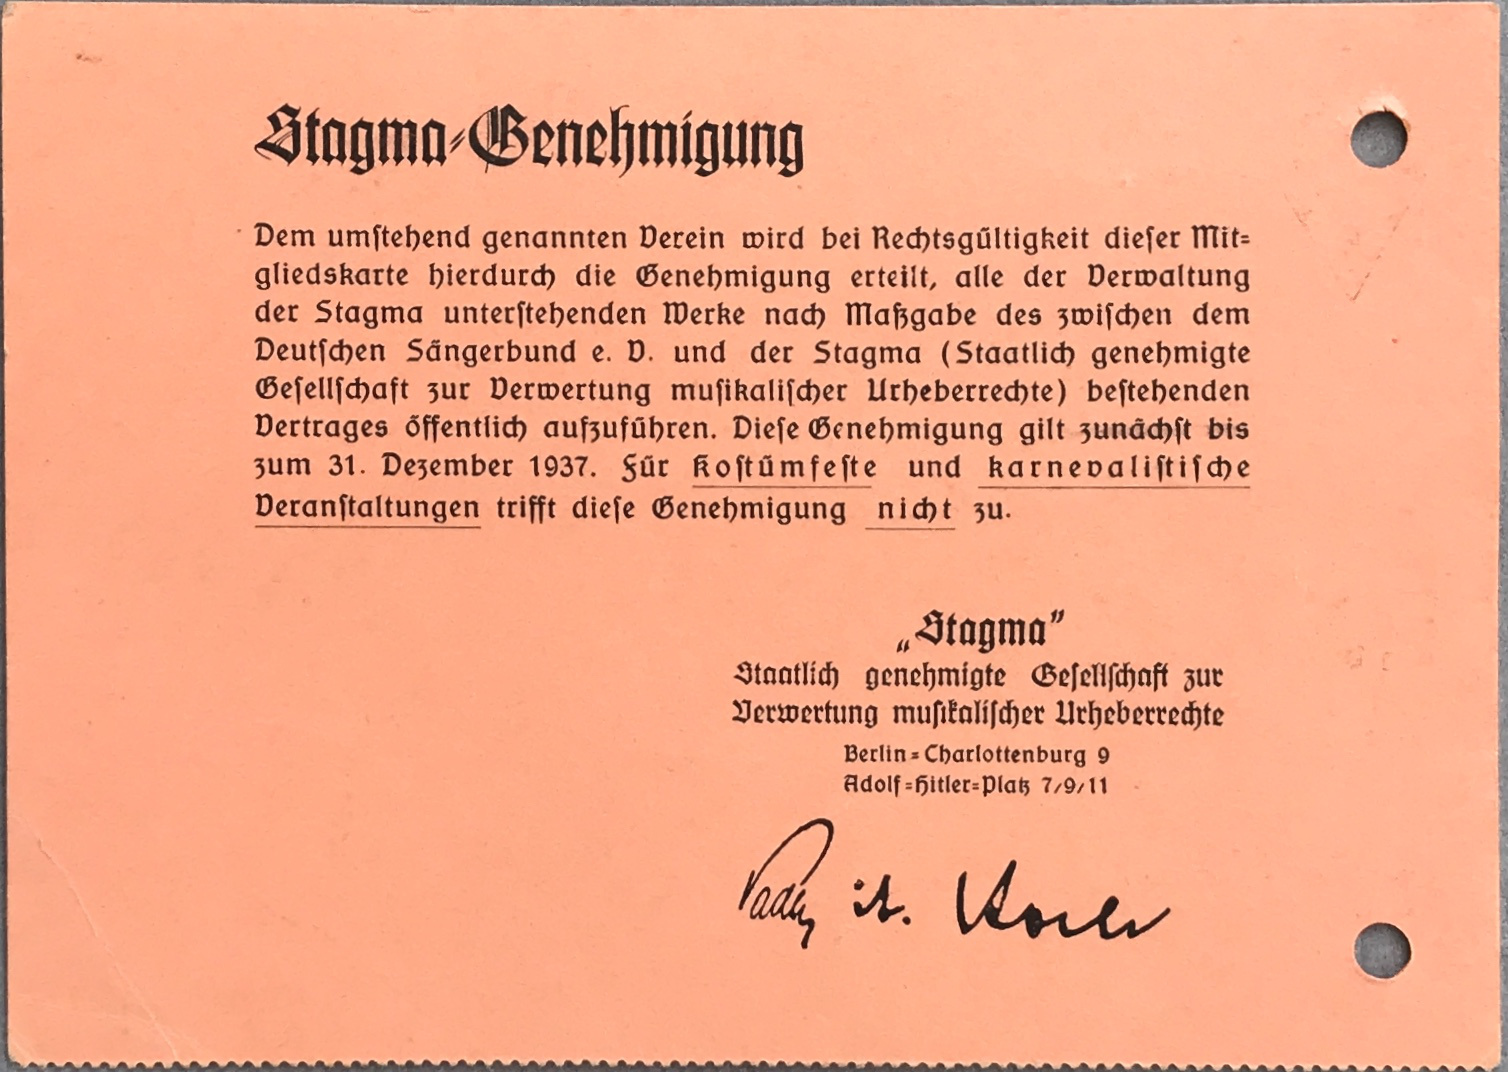 Stagma-Genehmigung
Dem umstehend genannten Verein wird bei Rechtsgültigkeit dieser Mit-
gliedskarte hierdurch die Genehmigung erteilt, alle der Verwaltung
der Stagma unterstehenden Werke nach Maßgabe des zwischen dem
Deutschen Sängerbund e. V. und der Stagma (Staatlich genehmigte
Gesellschaft zur Verwertung musikalischer Urheberrechte) bestehenden
Vertrages öffentlich aufzuführen. Diese Genehmigung gilt zunächst bis
zum 31. Dezember 1937. Für Kostümfeste und karnevalistische
Veranstaltungen trifft diese Genehmigung nicht zu.
„Stagma”
Staatlich genehmigte Gesellschaft zur
Verwertung musikalischer Urheberrechte
Berlin-Charlottenburg 9
Adolf-Hitler-Platz 7/9/11